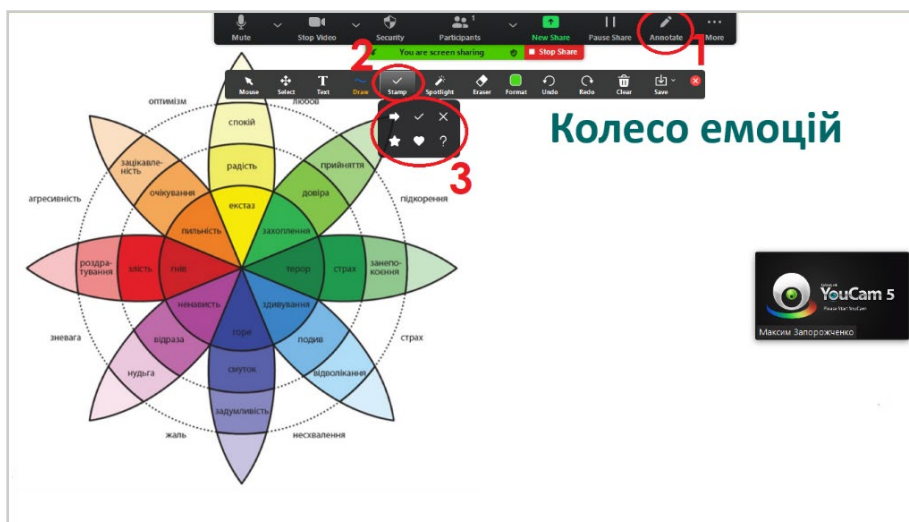 Mute
Stop Video
Security
Participants
1
New Share
Pause Share
Annotate
More
You are screen sharing
Stop Share
1
2
Mouse
Select
Text
Draw
Stamp
Spotlight
Eraser
Format
Undo
Redo
Clear
Save
3
Колесо емоцій
оптимізм
любов
спокій
зацікавле-
ність
прийняття
радість
очікування
довіра
агресивність
підкорення
екстаз
пильність
захоплення
роздра-
тування
злість
гнів
терор
страх
занепо-
коєння
ненависть
здивування
горе
зневага
відраза
подив
страх
нудьга
смуток
відволікання
задумливість
жаль
несхвалення
YouCam 5
Максим Запорожченко